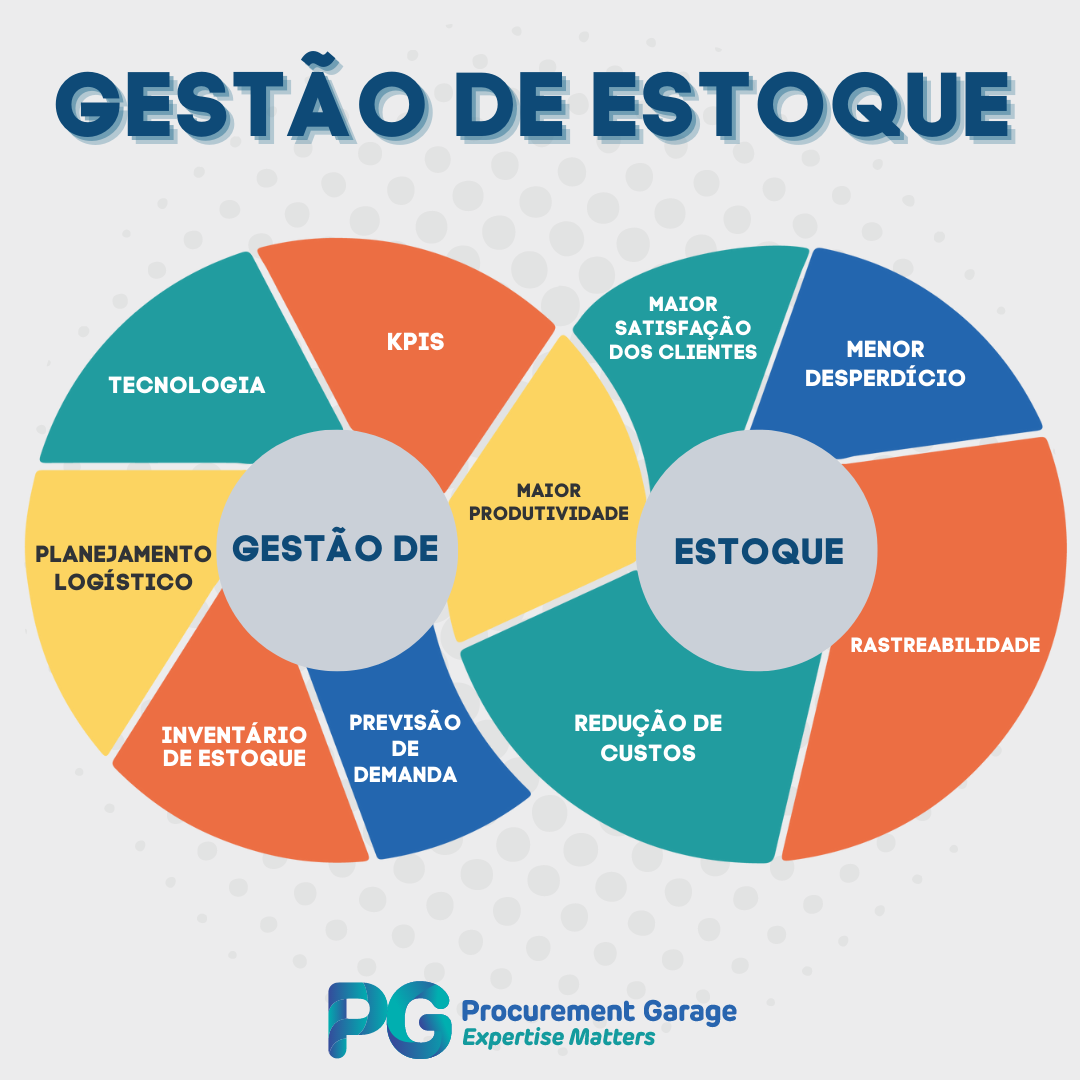 GESTÃO DE ESTOQUE
TECNOLOGIA
KPIS
MAIOR
SATISFAÇÃO
DOS CLIENTES
MENOR
DESPERDÍCIO
MAIOR
PRODUTIVIDADE
PLANEJAMENTO
LOGÍSTICO
GESTÃO DE
ESTOQUE
RASTREABILIDADE
INVENTÁRIO
DE ESTOQUE
PREVISÃO
DE
DEMANDA
REDUÇÃO DE
CUSTOS
PG
Procurement Garage
Expertise Matters